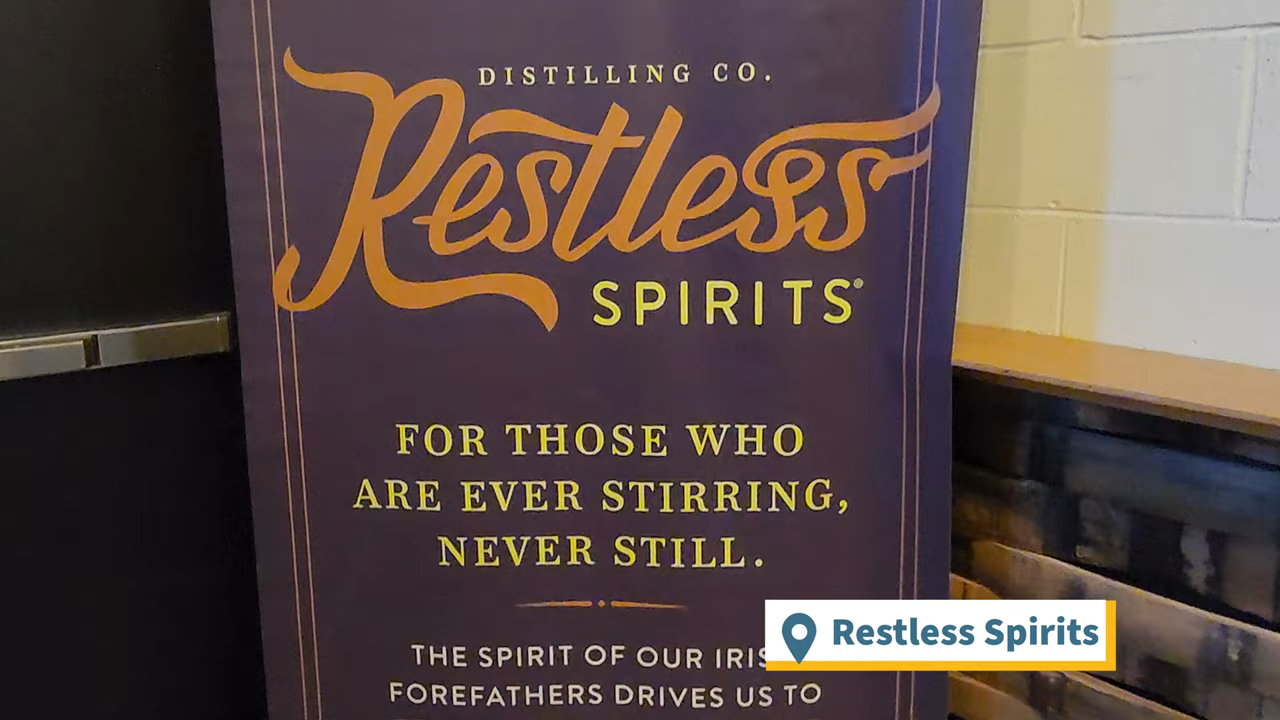 DISTILLING CO.
Restless
SPIRITS®
FOR THOSE WHO
ARE EVER STIRRING,
NEVER STILL.
THE SPIRIT OF OUR
FOREFATHERS DRIVES US TO
Restless Spirits